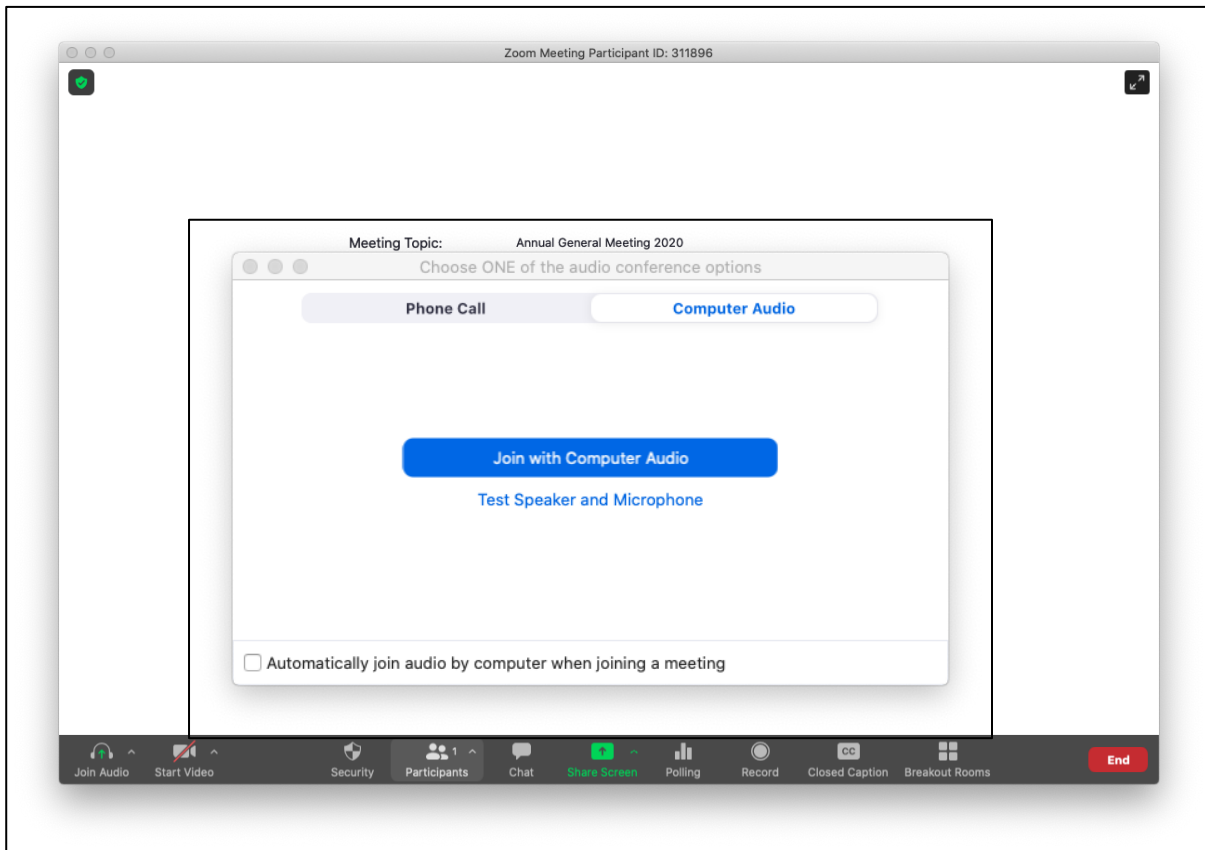 Zoom Meeting Participant ID: 311896
Meeting Topic: Annual General Meeting 2020
Choose ONE of the audio conference options
Phone Call Computer Audio
Join with Computer Audio
Test Speaker and Microphone
Automatically join audio by computer when joining a meeting
1 CC
Join Audio Start Video Security Participants Chat Share Screen Polling Record Closed Caption Breakout Rooms End